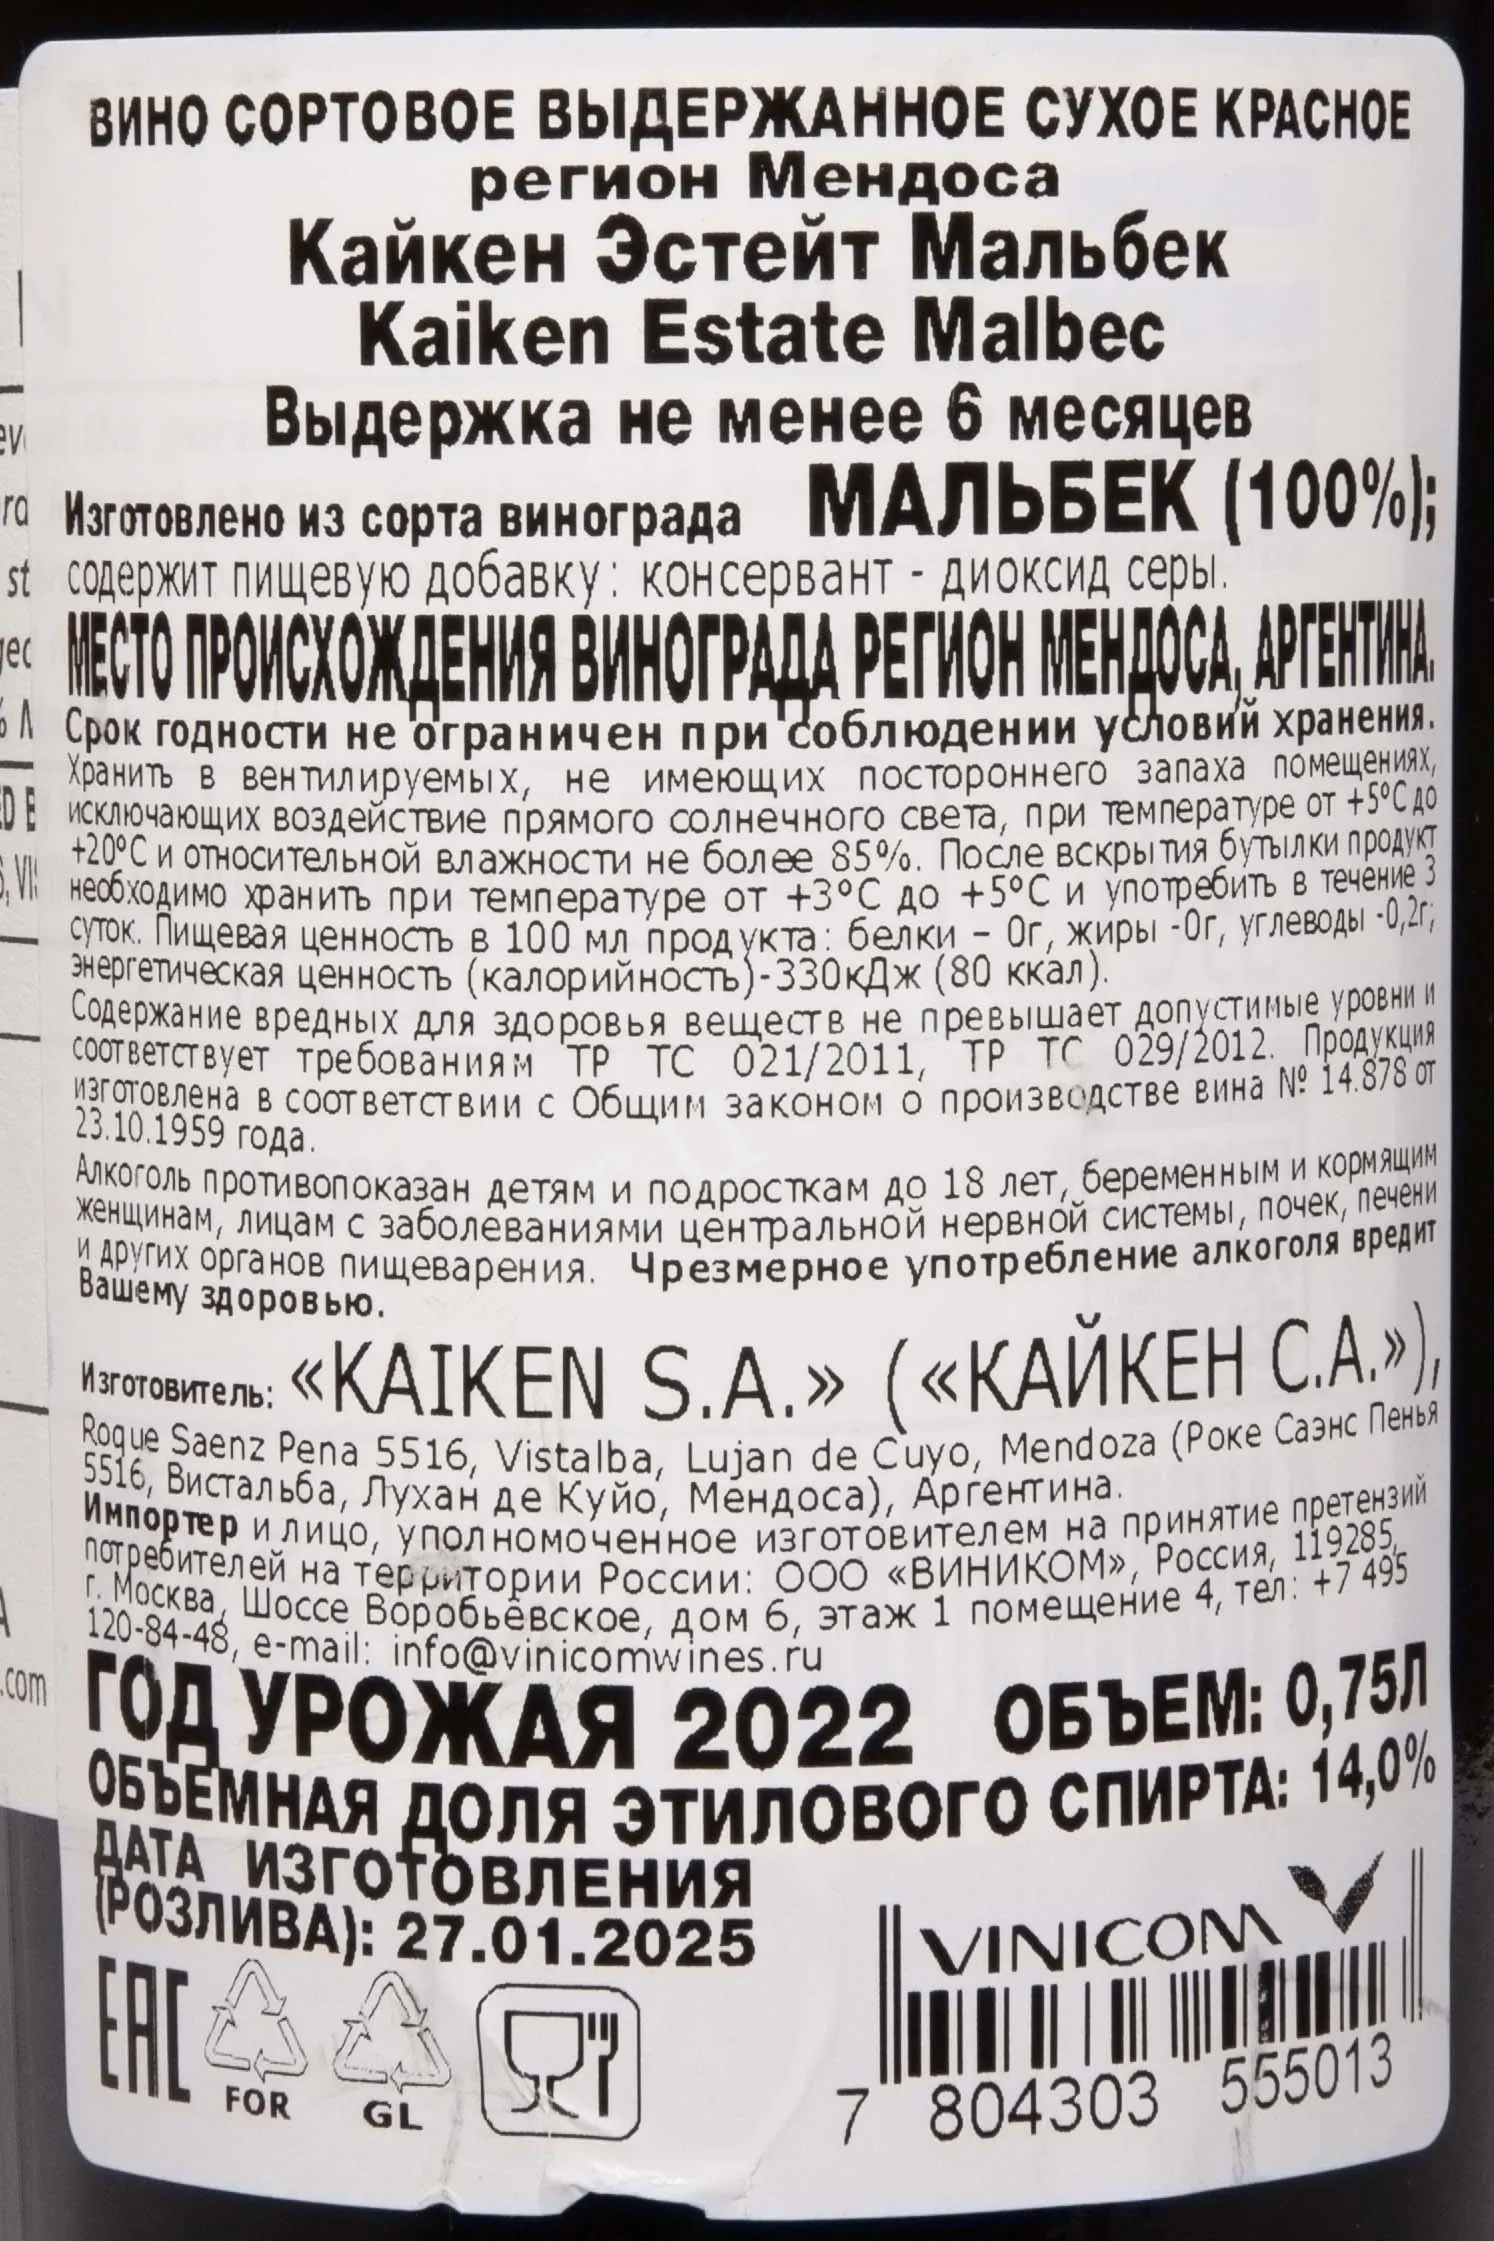 ВИНО СОРТОВОЕ ВЫДЕРЖАННОЕ СУХОЕ КРАСНОЕ
регион Мендоса
Кайкен Эстейт Мальбек
Kaiken Estate Malbec
Выдержка не менее 6 месяцев
Изготовлено из сорта винограда МАЛЬБЕК (100%);
содержит пищевую добавку: консервант - диоксид серы.
МЕСТО ПРОИСХОЖДЕНИЯ ВИНОГРАДА РЕГИОН МЕНДОСА, АРГЕНТИНА.
Срок годности не ограничен при соблюдении условий хранения.
Хранить в вентилируемых, не имеющих постороннего запаха помещениях,
исключающих воздействие прямого солнечного света, при температуре от +5°С до
+20°С и относительной влажности не более 85%. После вскрытия бутылки продукт
необходимо хранить при температуре от +3°С до +5°С и употребить в течение 3
суток. Пищевая ценность в 100 мл продукта: белки – 0г, жиры -0г, углеводы -0,2г;
энергетическая ценность (калорийность)-330кДж (80 ккал).
Содержание вредных для здоровья веществ не превышает допустимые уровни и
соответствует требованиям ТР ТС 021/2011, ТР ТС 029/2012. Продукция
изготовлена в соответствии с Общим законом о производстве вина № 14.878 от
23.10.1959 года.
Алкоголь противопоказан детям и подросткам до 18 лет, беременным и кормящим
женщинам, лицам с заболеваниями центральной нервной системы, почек, печени
и других органов пищеварения. Чрезмерное употребление алкоголя вредит
Вашему здоровью.
Изготовитель: «KAIKEN S.A.» («КАЙКЕН С.А.»),
Roque Saenz Pena 5516, Vistalba, Lujan de Cuyo, Mendoza (Роке Саэнс Пенья
5516, Вистальба, Лухан де Куйо, Мендоса), Аргентина.
Импортер и лицо, уполномоченное изготовителем на принятие претензий
потребителей на территории России: ООО «ВИНИКОМ», Россия, 119285,
г. Москва, Шоссе Воробьёвское, дом 6, этаж 1 помещение 4, тел: +7 495
120-84-48, e-mail: info@vinicomwines.ru
ГОД УРОЖАЯ 2022 ОБЪЕМ: 0,75Л
ОБЪЕМНАЯ ДОЛЯ ЭТИЛОВОГО СПИРТА: 14,0%
ДАТА ИЗГОТОВЛЕНИЯ
(РОЗЛИВА): 27.01.2025
VINICOM
EAC
FOR
GL
7 804303 555013
.com